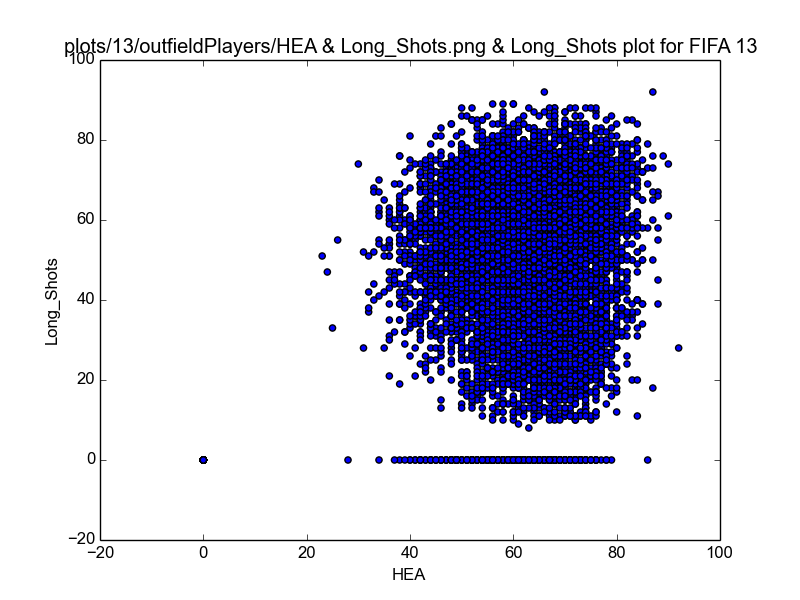 plots/13/outfieldPlayers/HEA & Long_Shots.png & Long_Shots plot for FIFA 13
100
80
60
40
20
0
−20
Long_Shots
−20 0 20 40 60 80 100
HEA